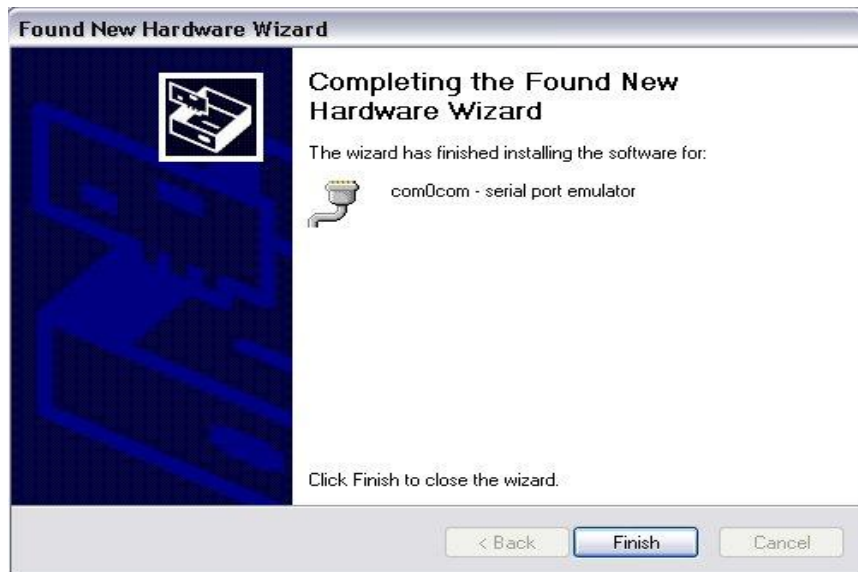 Found New Hardware Wizard
Completing the Found New
Hardware Wizard
The wizard has finished installing the software for:
com0com - serial port emulator
Click Finish to close the wizard.
< Back
Finish
Cancel